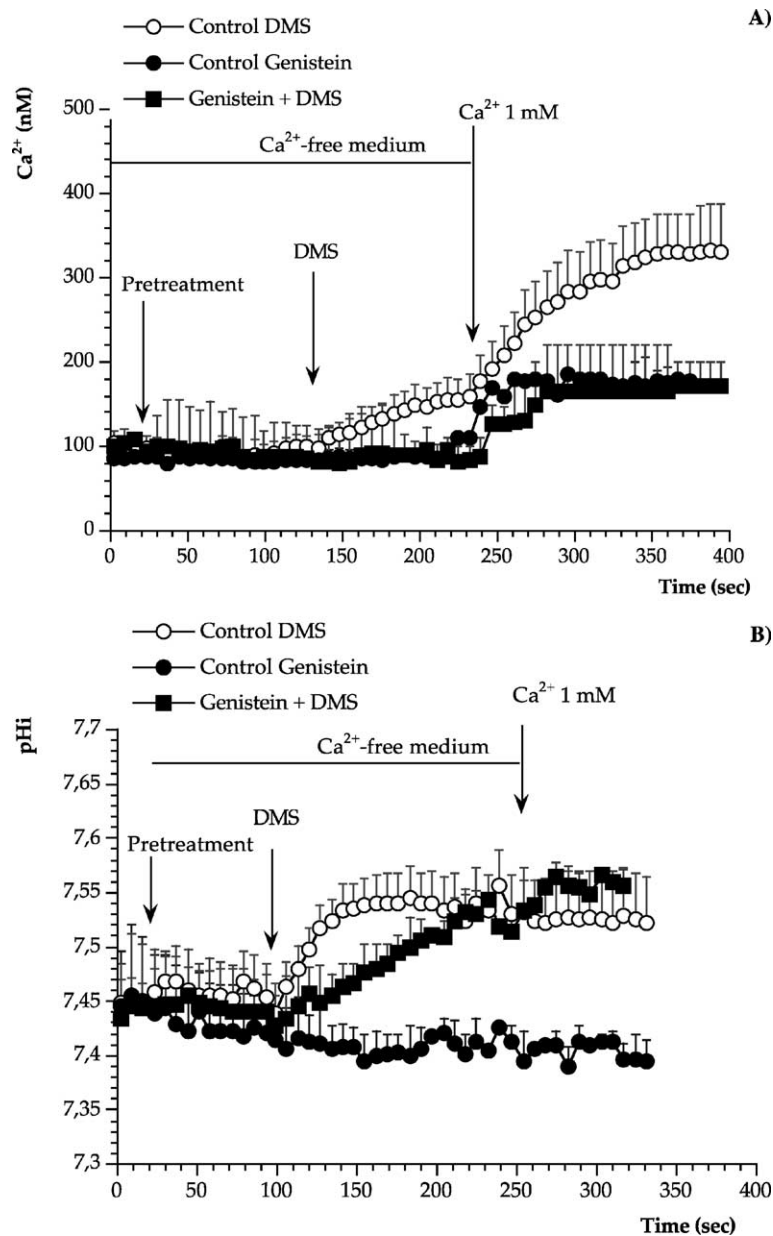 A)
Control DMS
Control Genistein
Genistein + DMS
Ca²⁺ (nM)
500
400
300
200
100
0
Ca²⁺ 1 mM
Ca²⁺-free medium
DMS
Pretreatment
0 50 100 150 200 250 300 350 400
Time (sec)
B)
Control DMS
Control Genistein
Genistein + DMS
pHi
7,7
7,65
7,6
7,55
7,5
7,45
7,4
7,35
7,3
Ca²⁺ 1 mM
Ca²⁺-free medium
DMS
Pretreatment
0 50 100 150 200 250 300 350 400
Time (sec)